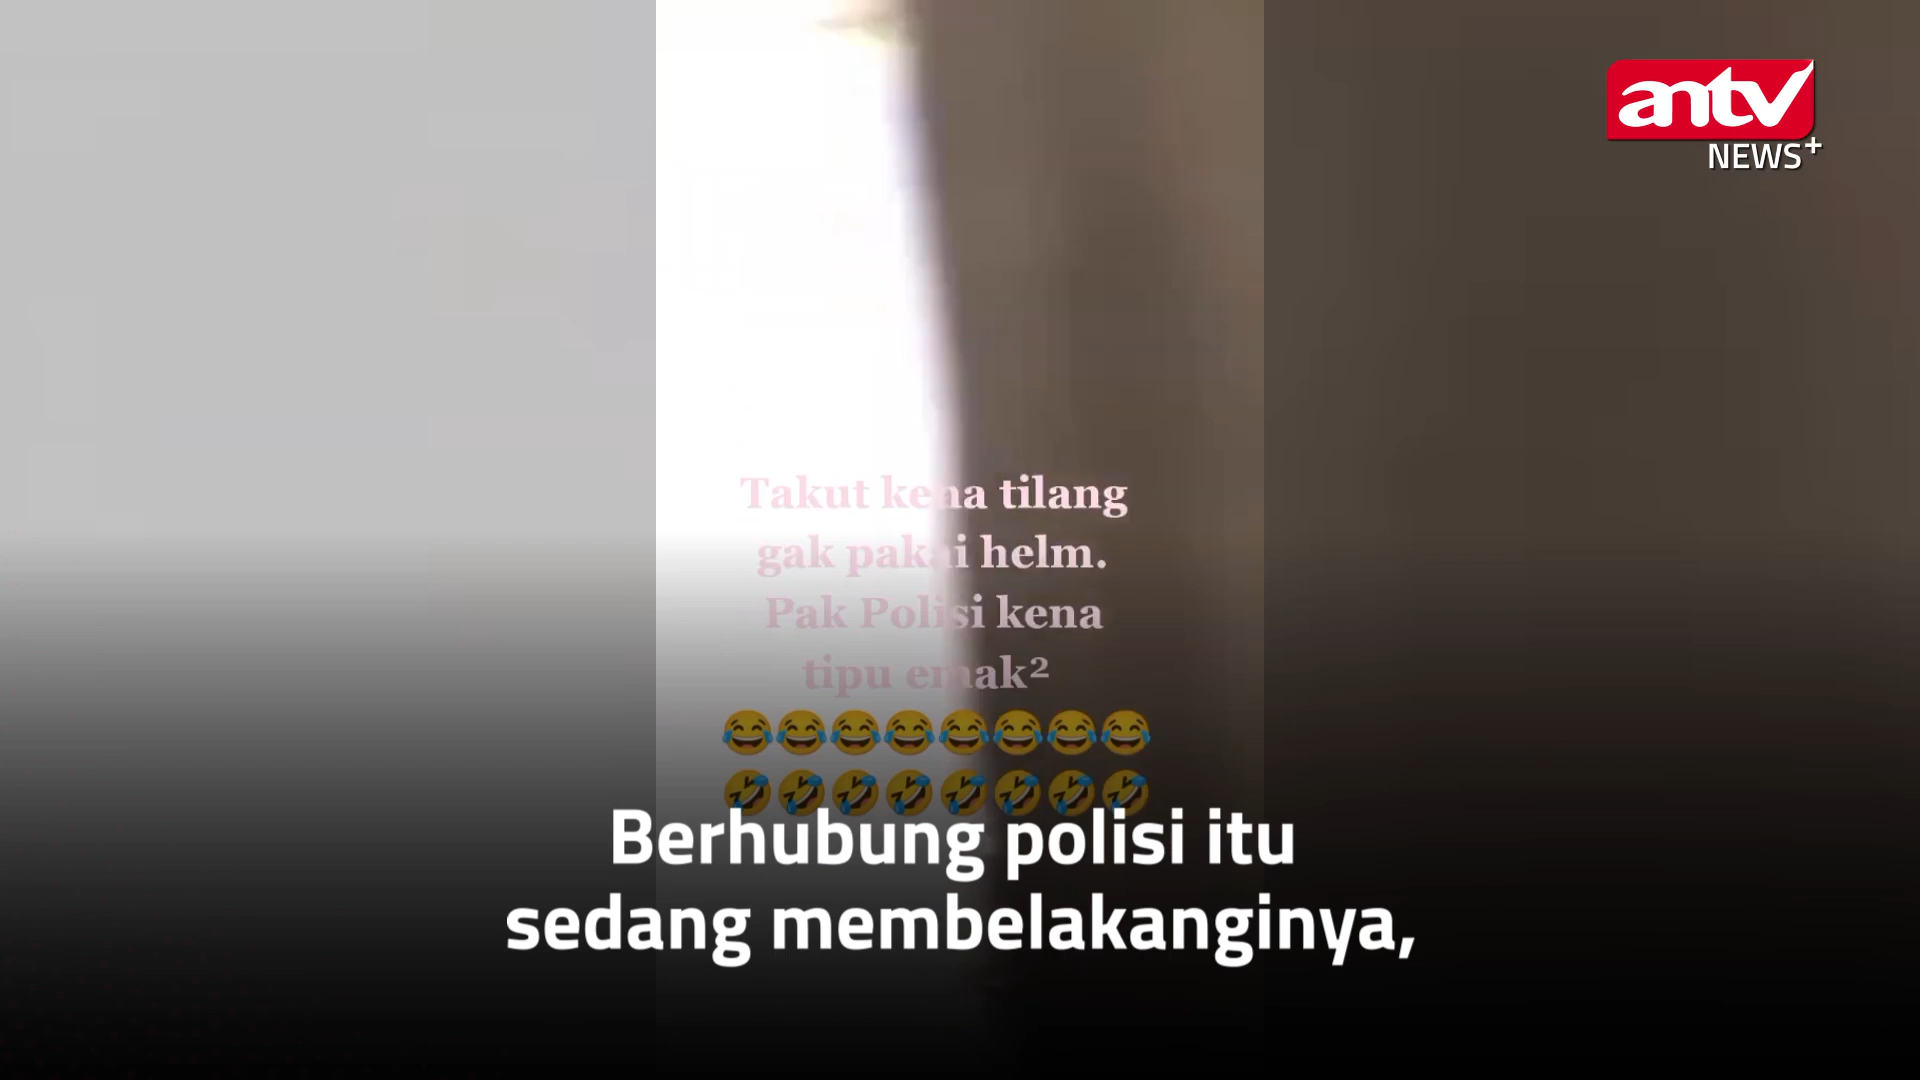 antv
NEWS+
Takut kena tilang
gak pakai helm.
Pak Polisi kena
tipu emak²
😂😂😂😂😂😂😂😂
🤣🤣🤣🤣🤣🤣🤣🤣
Berhubung polisi itu
sedang membelakanginya,